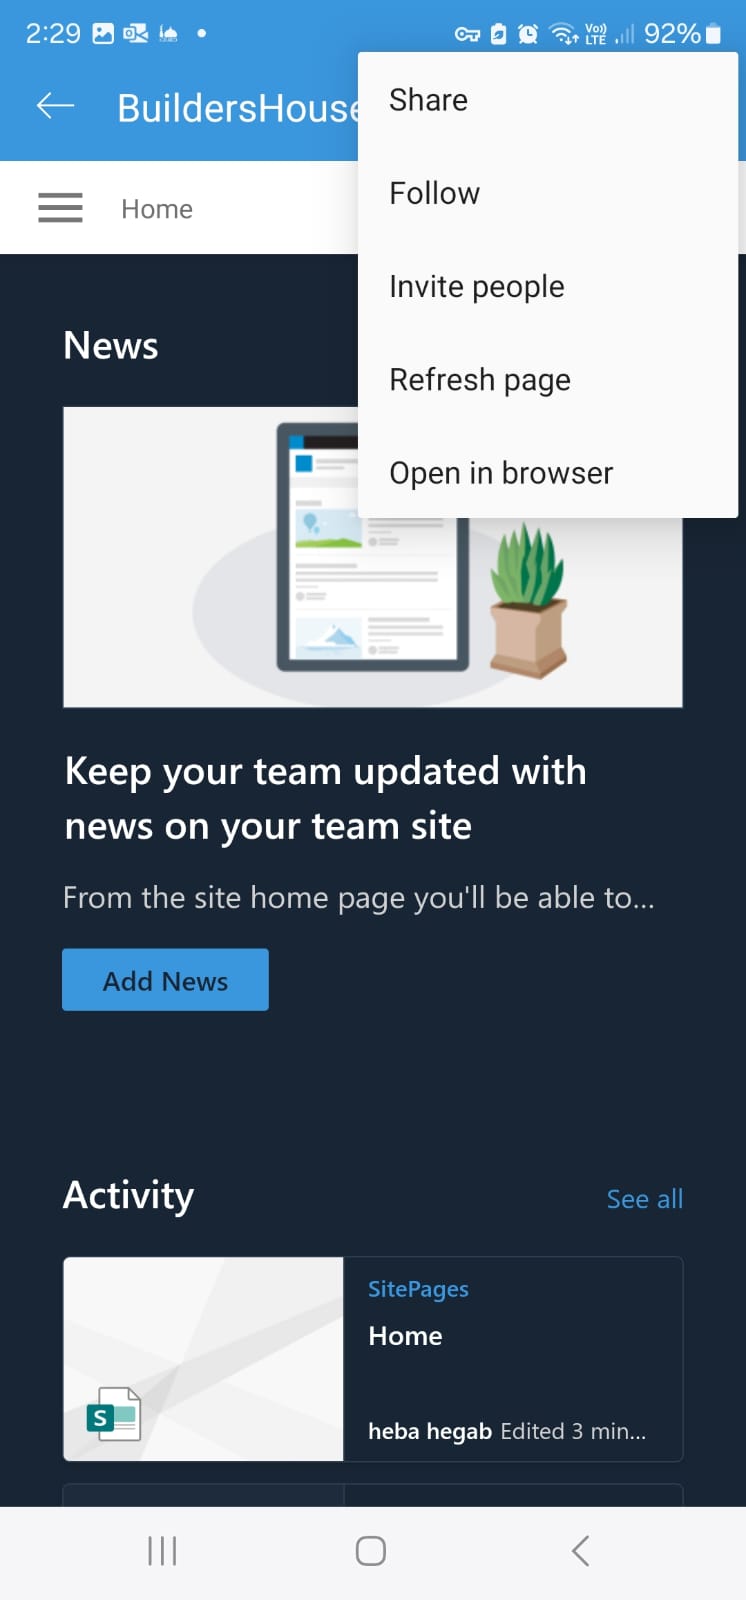 2:29
Vo))
LTE
92%
BuildersHouse
Share
Follow
Invite people
Refresh page
Open in browser
Home
News
Keep your team updated with
news on your team site
From the site home page you'll be able to...
Add News
Activity
See all
SitePages
Home
S
heba hegab Edited 3 min...